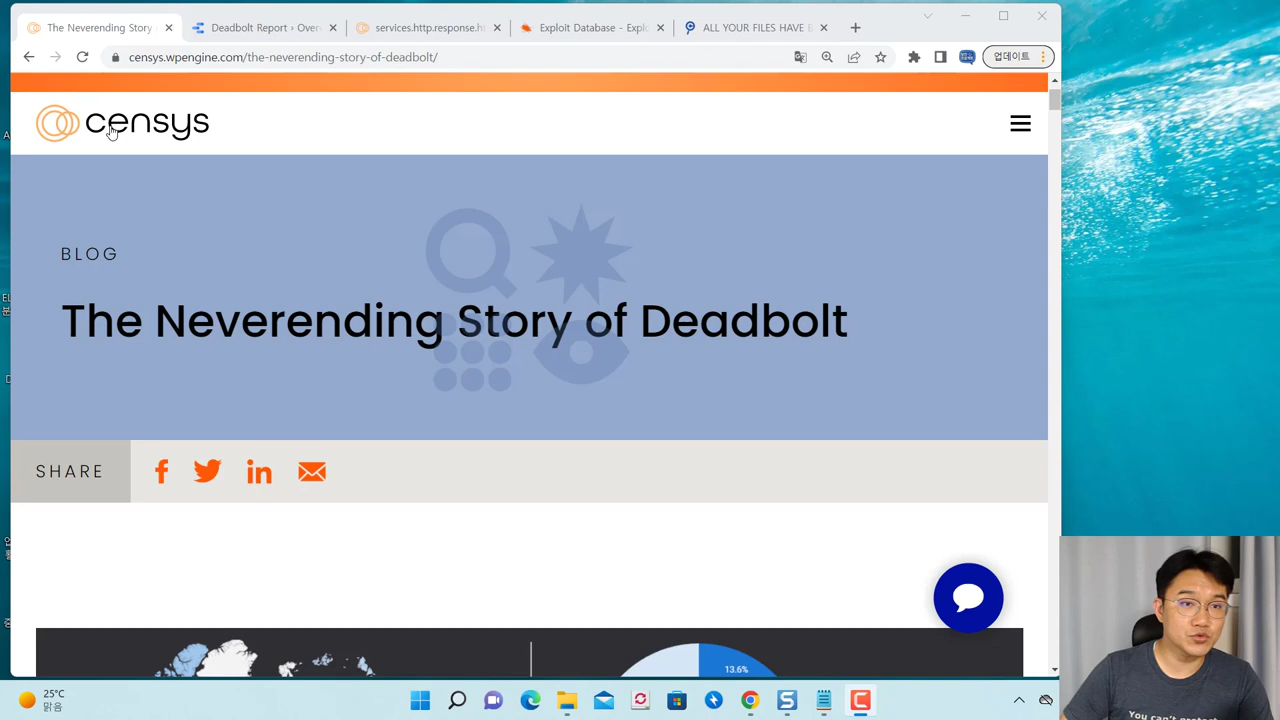 The Neverending Story
Deadbolt Report › Over
services.http.response.h
Exploit Database - Expl
ALL YOUR FILES HAVE B
censys.wpengine.com/the-neverending-story-of-deadbolt/
업데이트
censys
BLOG
The Neverending Story of Deadbolt
SHARE
13.6%
25°C
맑음
You can't